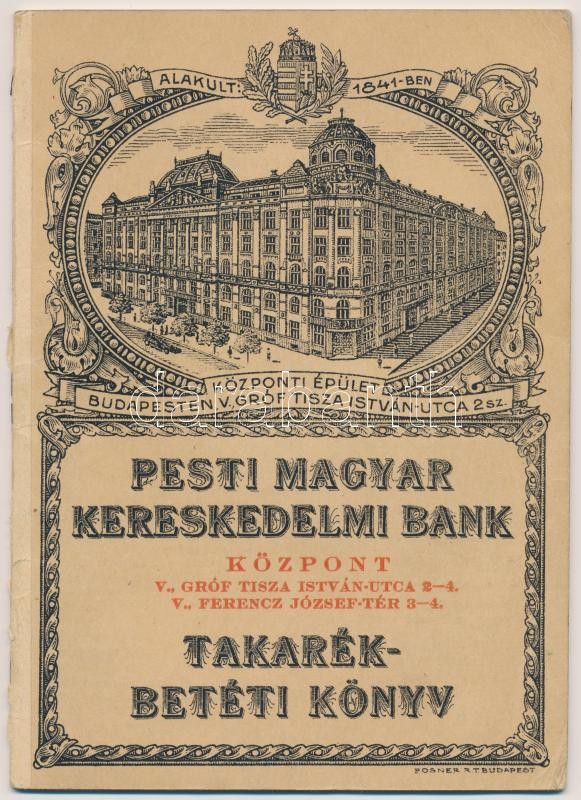 ALAKULT: 1841-BEN
KÖZPONTI ÉPÜLET
BUDAPESTEN V. GRÓF TISZA ISTVÁN-UTCA 2 SZ.
darabanth
PESTI MAGYAR
KERESKEDELMI BANK
KÖZPONT
V., GRÓF TISZA ISTVÁN-UTCA 2—4.
V., FERENCZ JÓZSEF-TÉR 3—4.
TAKARÉK-
BETÉTI KÖNYV
POSNER R.T. BUDAPEST